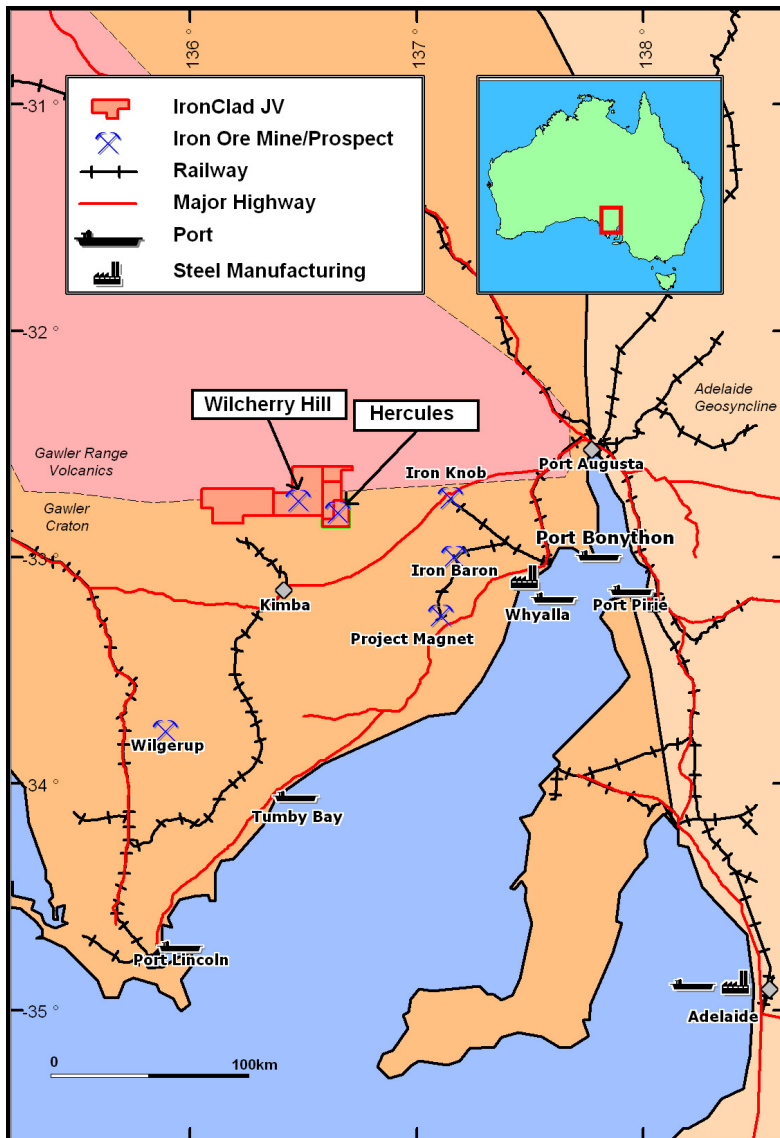 136 °
137
138
-31 °
IronClad JV
Iron Ore Mine/Prospect
Railway
Major Highway
Port
Steel Manufacturing
-32 °
Adelaide
Geosyncline
Wilcherry Hill
Hercules
Gawler Range
Volcanics
Iron Knob
Port Augusta
Gawler
Craton
Port Bonython
-33 °
Iron Baron
Kimba
Whyalla
Port Pirie
Project Magnet
Wilgerup
-34 °
Tumby Bay
Port Lincoln
-35 °
Adelaide
0
100km